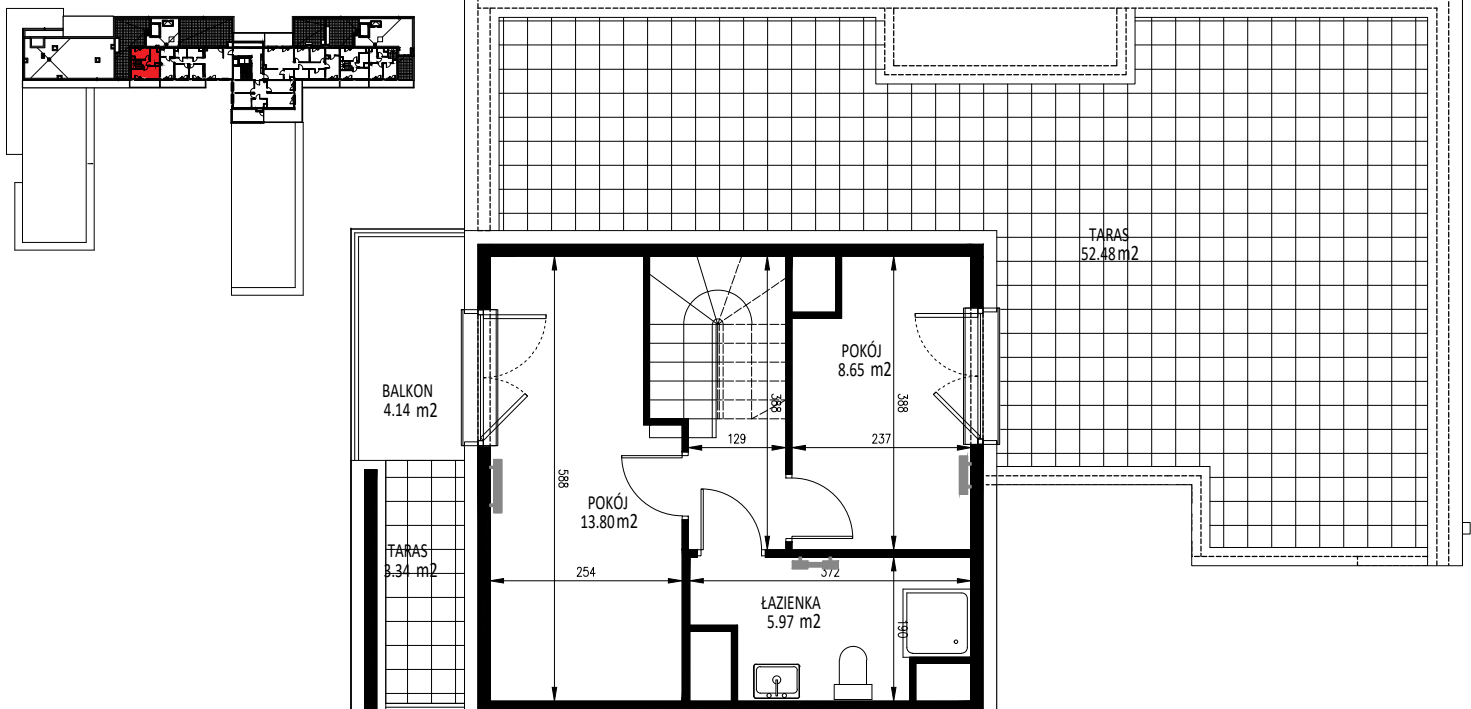 TARAS
52.48 m2
POKÓJ
8.65 m2
BALKON
4.14 m2
388
388
129
237
588
POKÓJ
13.80 m2
TARAS
3.34 m2
254
372
ŁAZIENKA
5.97 m2
190